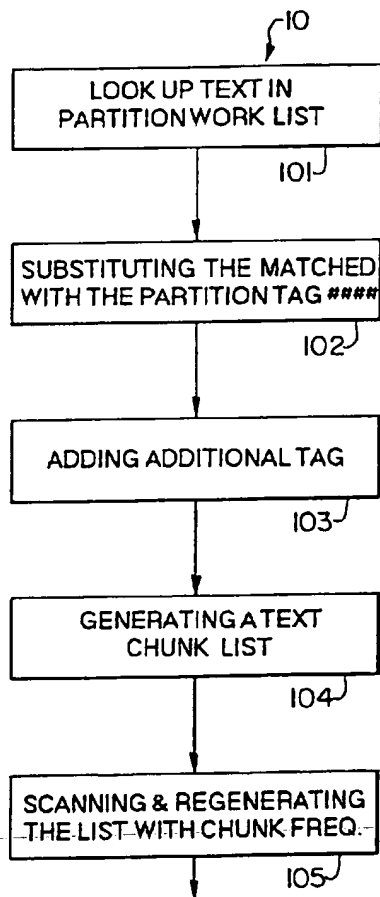 10
LOOK UP TEXT IN
PARTITION WORK LIST
101
SUBSTITUTING THE MATCHED
WITH THE PARTITION TAG ####
102
ADDING ADDITIONAL TAG
103
GENERATING A TEXT
CHUNK LIST
104
SCANNING & REGENERATING
THE LIST WITH CHUNK FREQ.
105